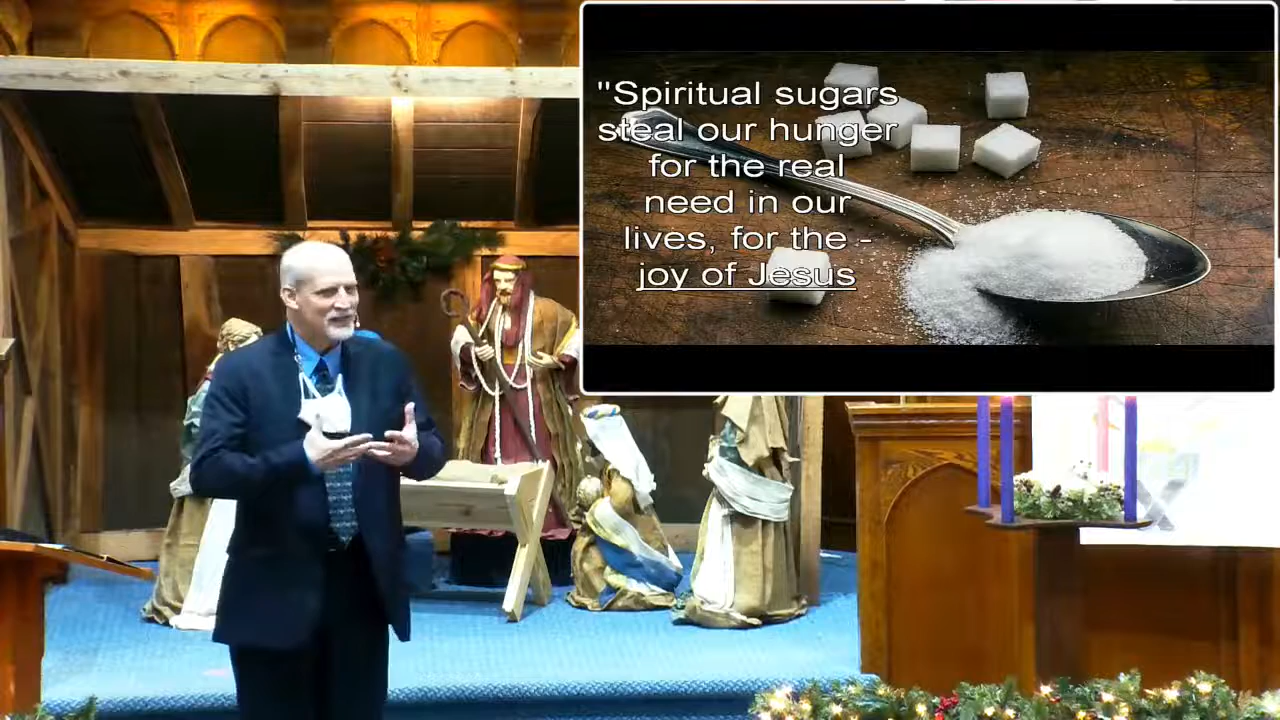 "Spiritual sugars
steal our hunger
for the real
need in our
lives, for the -
joy of Jesus